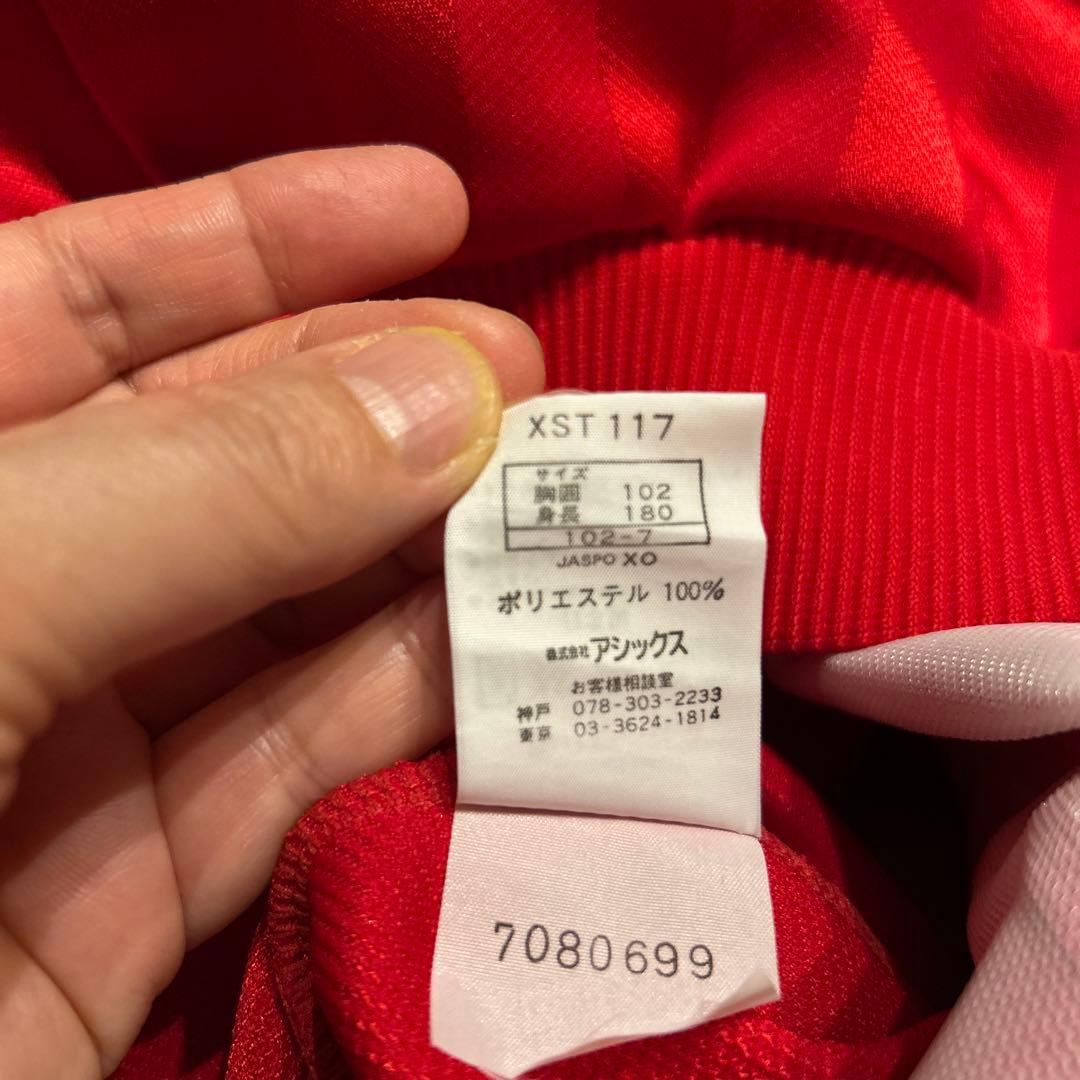 XST117
サイズ
胸囲 102
身長 180
102-7
JASPO XO
ポリエステル 100%
株式会社アシックス
お客様相談室
神戸 078-303-2233
東京 03-3624-1814
7080699